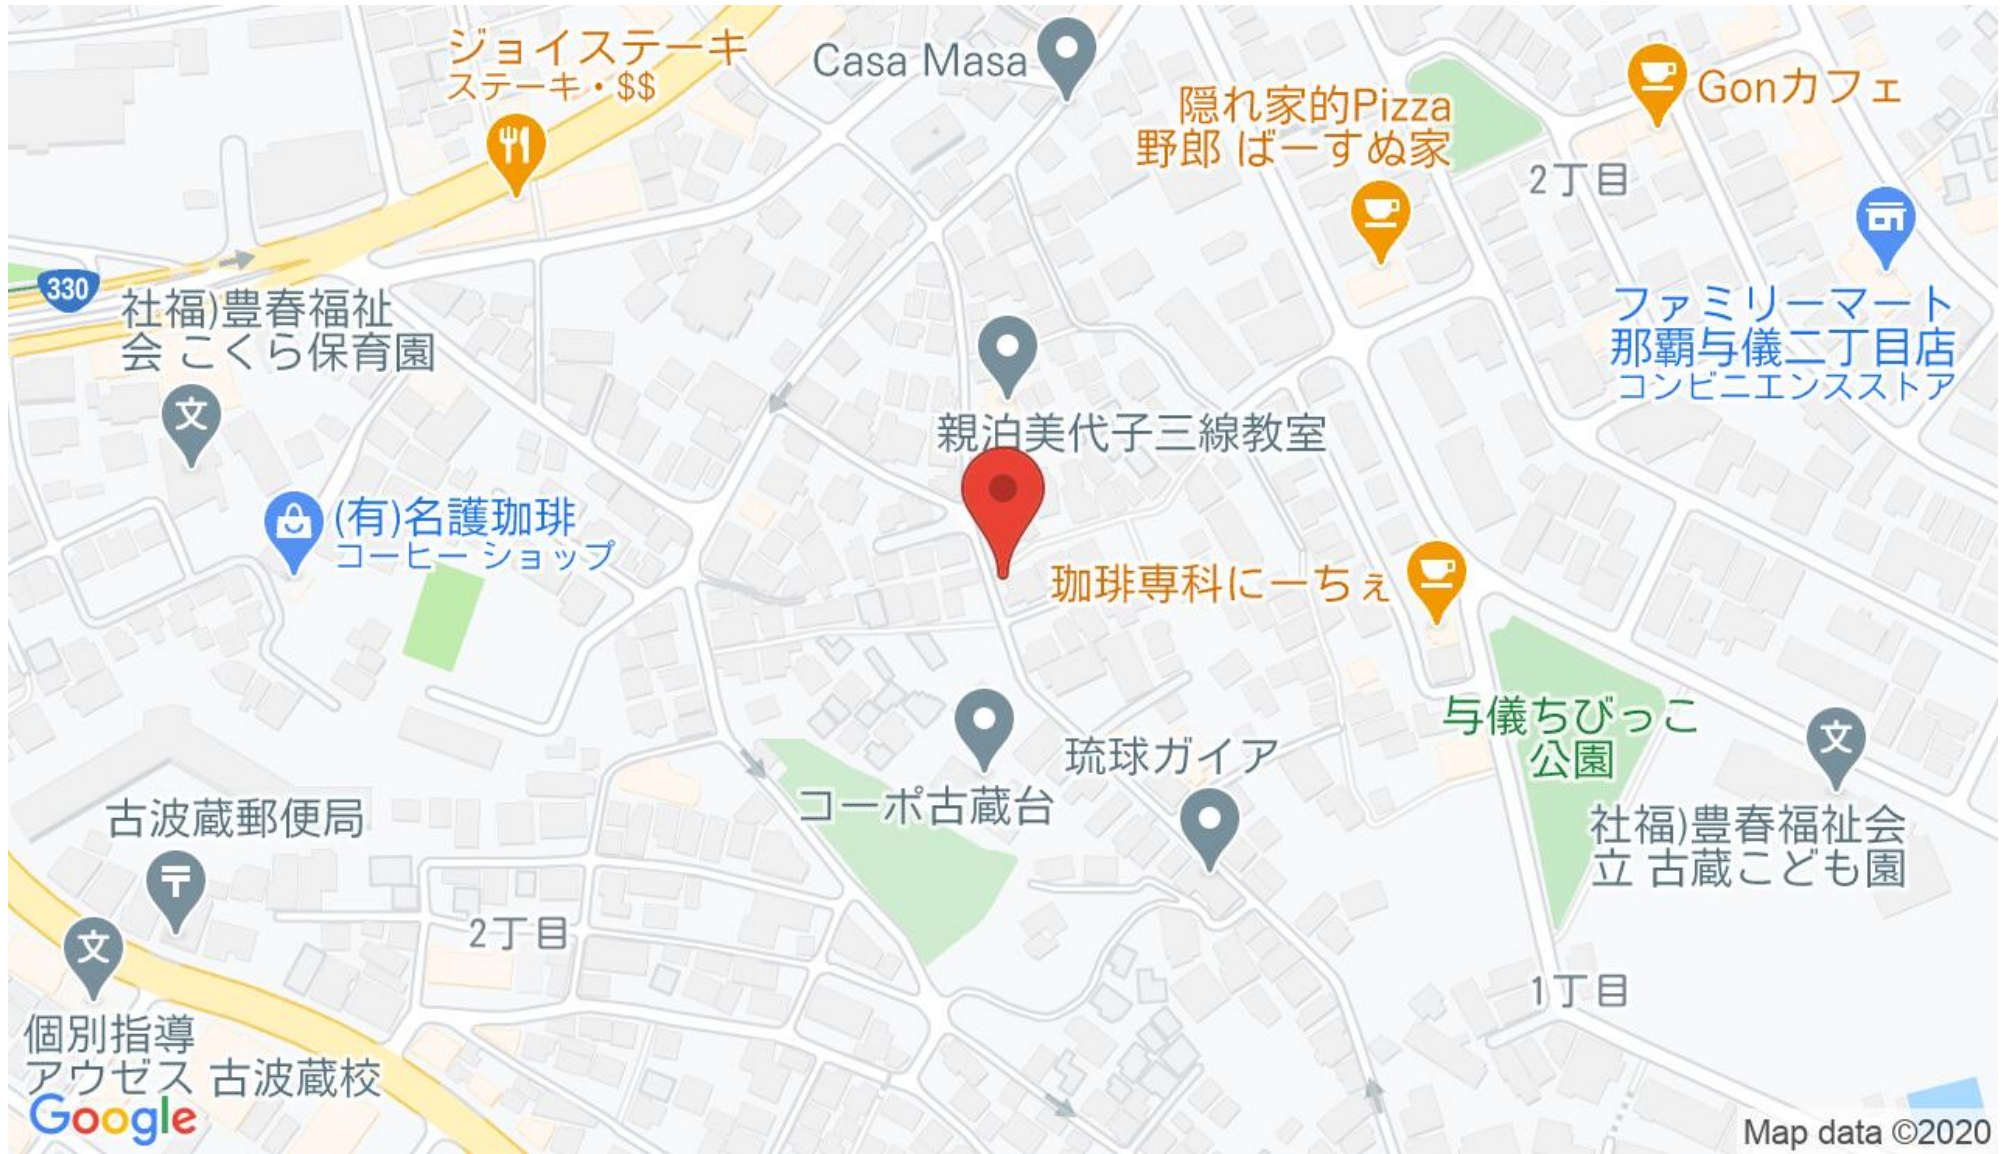 ジョイステーキ
ステーキ・$$
Casa Masa
隠れ家的Pizza
野郎 ばーすぬ家
Gonカフェ
2丁目
330
社福)豊春福祉
会 こくら保育園
文
ファミリーマート
那覇与儀二丁目店
コンビニエンスストア
親泊美代子三線教室
(有)名護珈琲
コーヒー ショップ
珈琲専科にーちぇ
与儀ちびっこ
公園
琉球ガイア
コーポ古蔵台
文
社福)豊春福祉会
立 古蔵こども園
古波蔵郵便局
〒
2丁目
文
1丁目
個別指導
アウゼス 古波蔵校
Google
Map data ©2020